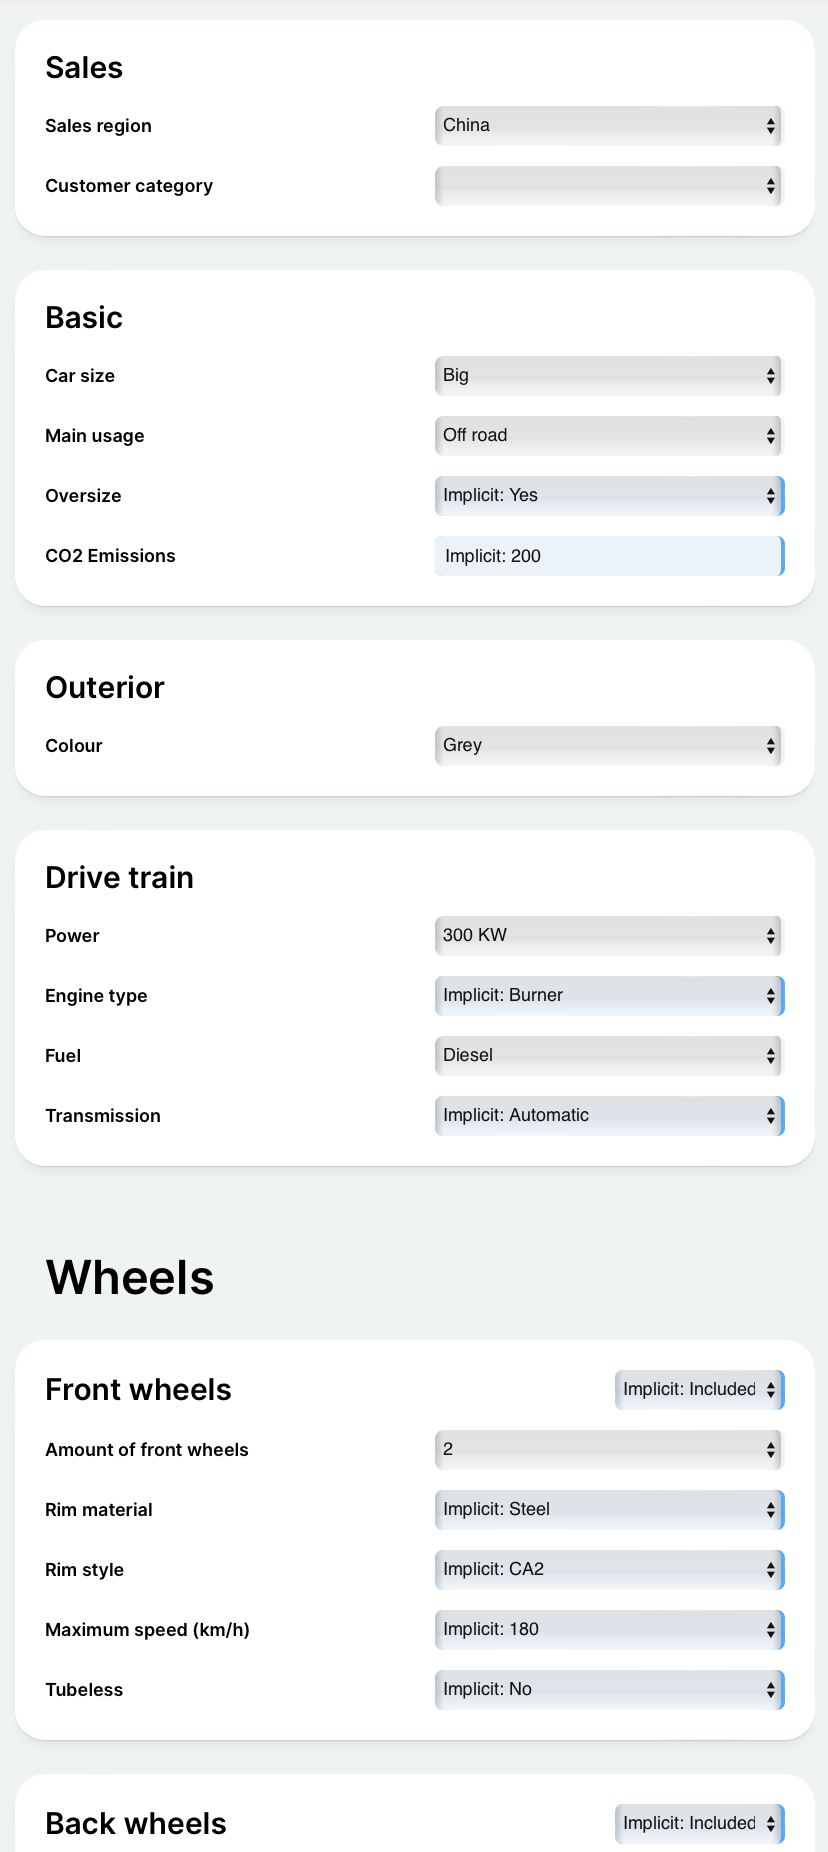 Sales
Sales region China
Customer category
Basic
Car size Big
Main usage Off road
Oversize Implicit: Yes
CO2 Emissions Implicit: 200
Outerior
Colour Grey
Drive train
Power 300 KW
Engine type Implicit: Burner
Fuel Diesel
Transmission Implicit: Automatic
Wheels
Front wheels Implicit: Included
Amount of front wheels 2
Rim material Implicit: Steel
Rim style Implicit: CA2
Maximum speed (km/h) Implicit: 180
Tubeless Implicit: No
Back wheels Implicit: Included